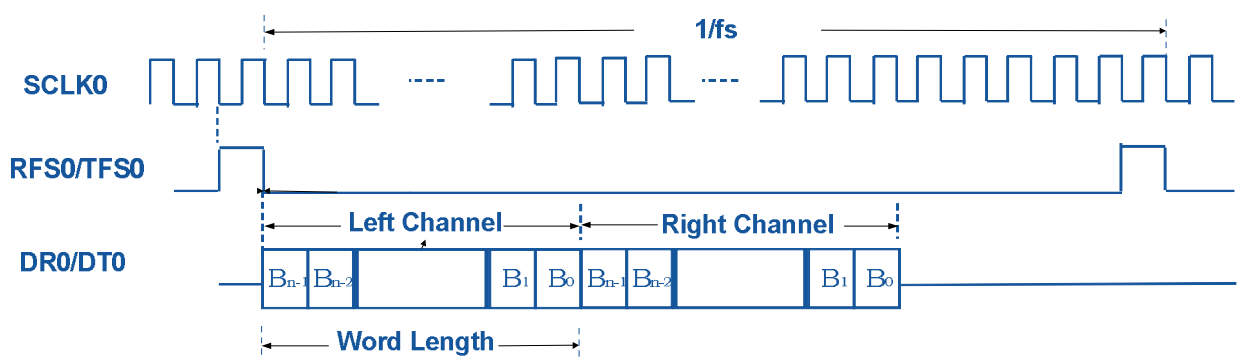 1/fs
SCLK0
RFS0/TFS0
Left Channel Right Channel
DR0/DT0 Bn-1 Bn-2 B1 B0 Bn-1 Bn-2 B1 B0
Word Length